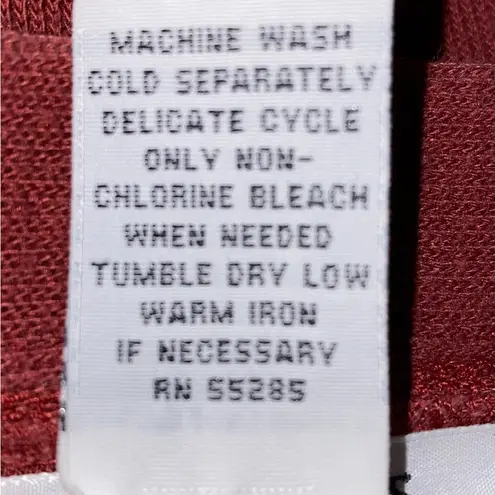 MACHINE WASH
COLD SEPARATELY
DELICATE CYCLE
ONLY NON-
CHLORINE BLEACH
WHEN NEEDED
TUMBLE DRY LOW
WARM IRON
IF NECESSARY
RN 55285